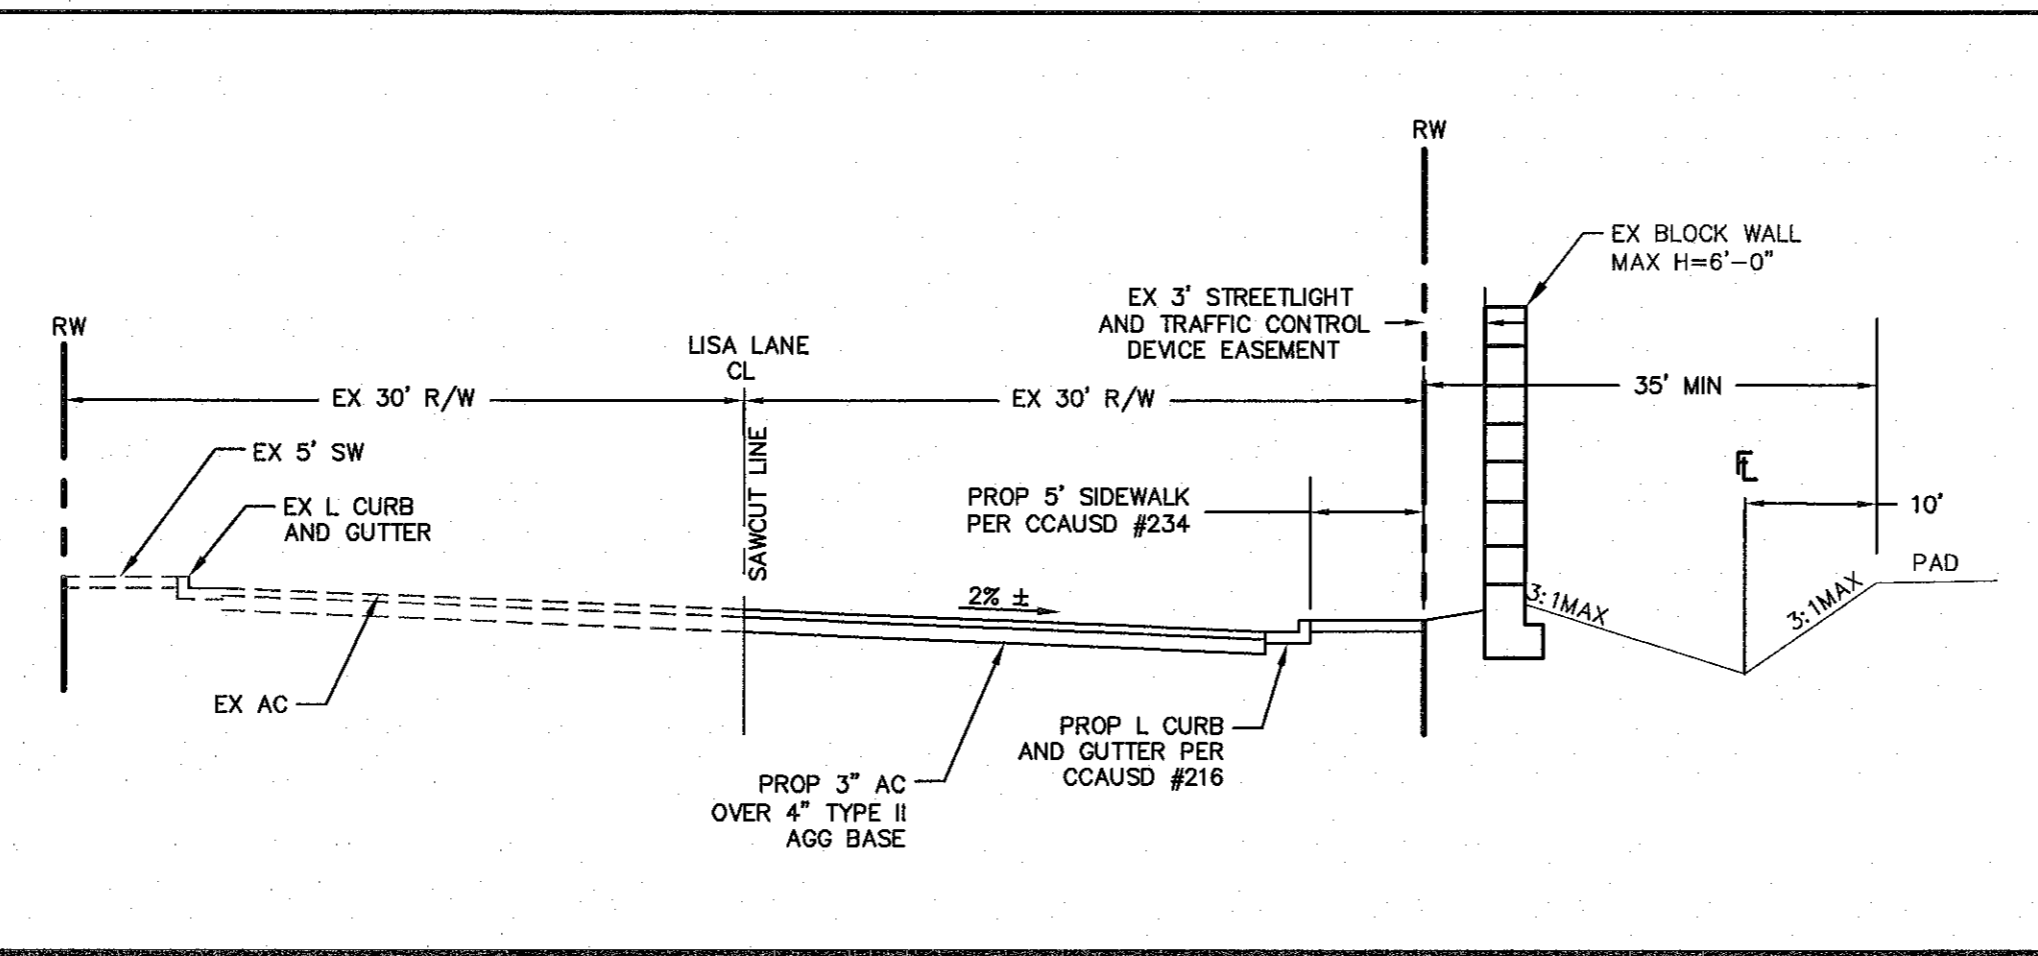 RW
EX BLOCK WALL
MAX H=6'-0"
EX 3' STREETLIGHT
AND TRAFFIC CONTROL
DEVICE EASEMENT
RW
LISA LANE
CL
35' MIN
EX 30' R/W
EX 30' R/W
EX 5' SW
SAWCUT LINE
FL
PROP 5' SIDEWALK
PER CCAUSD #234
10'
EX L CURB
AND GUTTER
PAD
2% ±
3:1MAX
3:1MAX
EX AC
PROP L CURB
AND GUTTER PER
CCAUSD #216
PROP 3" AC
OVER 4" TYPE II
AGG BASE